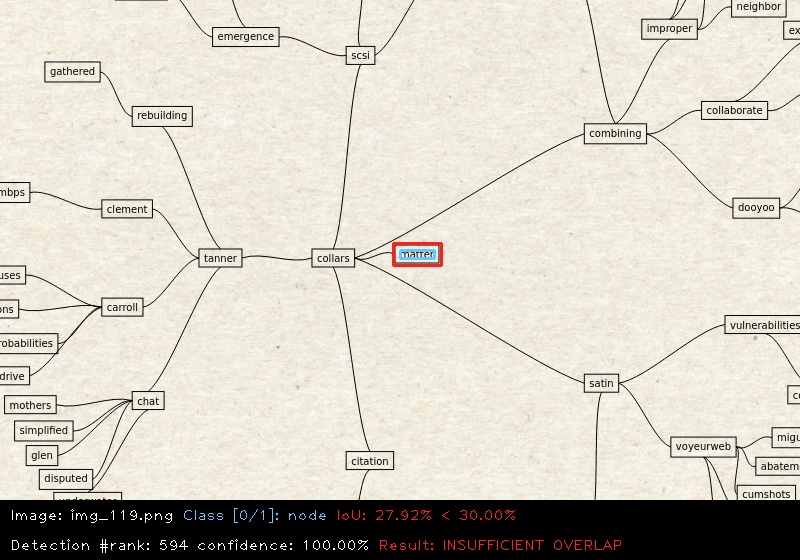 neighbor
improper
ex
emergence
scsi
gathered
collaborate
rebuilding
combining
mbps
clement
dooyoo
tanner
collars
matter
uses
carroll
ons
vulnerabilities
robabilities
drive
satin
co
chat
mothers
simplified
migu
voyeurweb
glen
citation
abatem
disputed
cumshots
underwater
Image: img_119.png Class [0/1]: node IoU: 27.92% < 30.00%
Detection #rank: 594 confidence: 100.00% Result: INSUFFICIENT OVERLAP